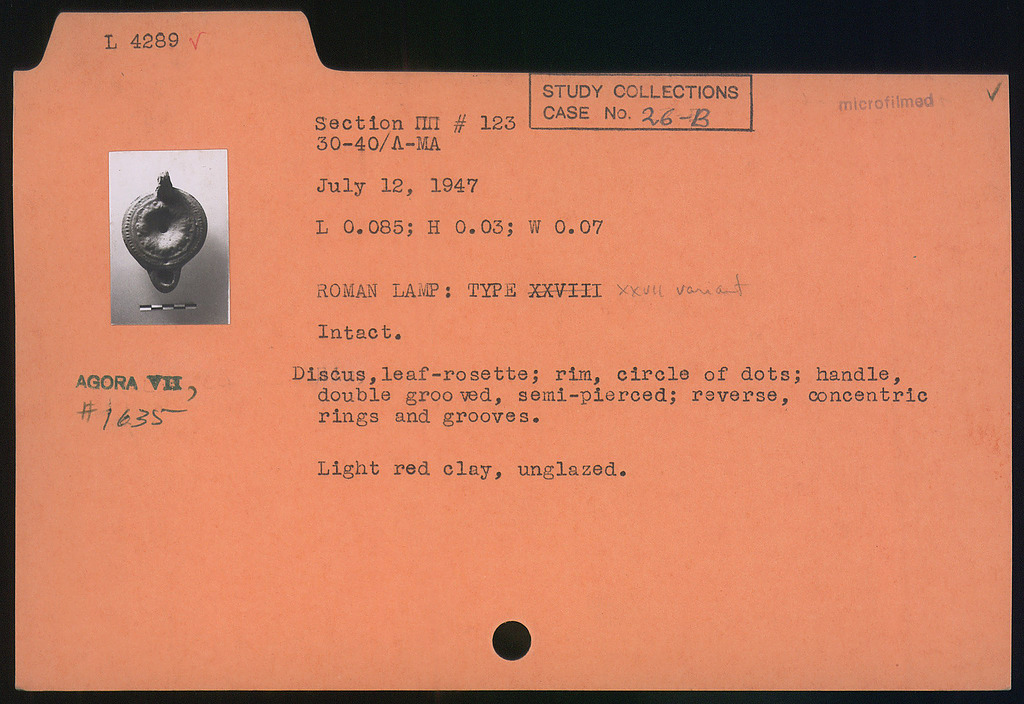 L 4289 √
STUDY COLLECTIONS
CASE No. 26-B
microfilmed ✓
Section ΠΠ # 123
30-40/Λ-ΜΑ
July 12, 1947
L 0.085; H 0.03; W 0.07
ROMAN LAMP: TYPE XXVIII XXVII variant
Intact.
AGORA VII,
#1635
Discus, leaf-rosette; rim, circle of dots; handle,
double grooved, semi-pierced; reverse, concentric
rings and grooves.
Light red clay, unglazed.